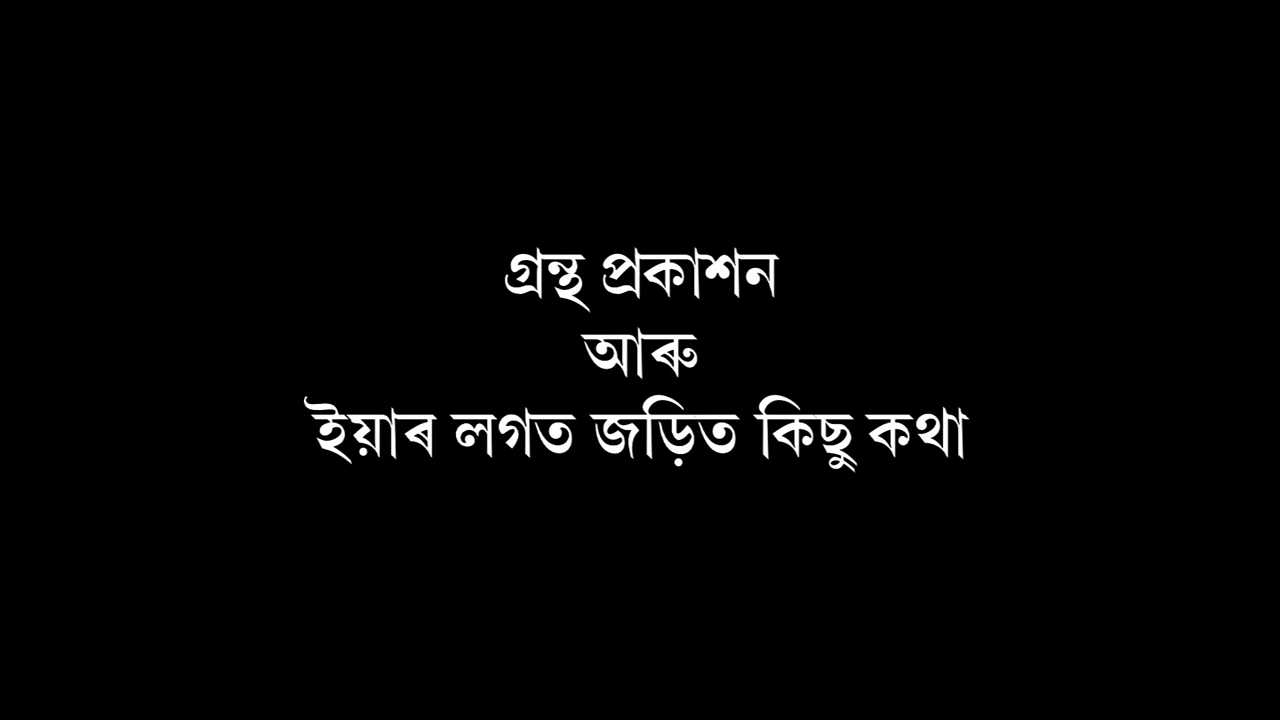 গ্ৰন্থ প্ৰকাশন
আৰু
ইয়াৰ লগত জড়িত কিছু কথা